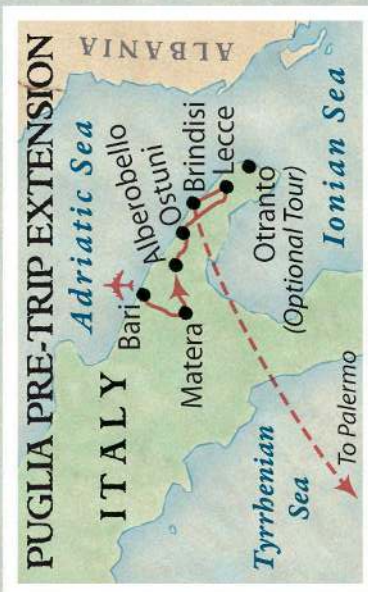 PUGLIA PRE-TRIP EXTENSION
ITALY
Adriatic Sea
ALBANIA
Bari
Alberobello
Ostuni
Brindisi
Lecce
Matera
Otranto
(Optional Tour)
Tyrrhenian
Sea
Ionian Sea
To Palermo